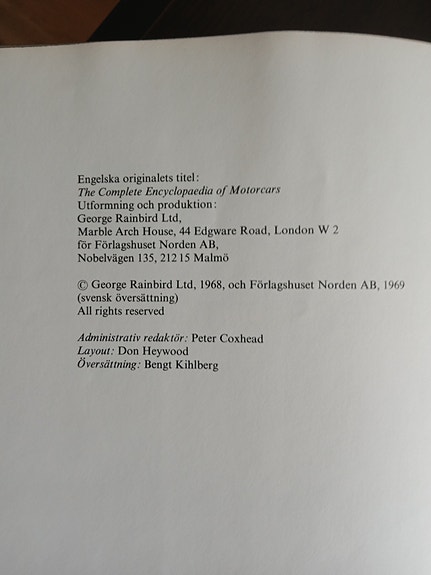 Engelska originalets titel:
The Complete Encyclopaedia of Motorcars
Utformning och produktion:
George Rainbird Ltd,
Marble Arch House, 44 Edgware Road, London W 2
för Förlagshuset Norden AB,
Nobelvägen 135, 212 15 Malmö
© George Rainbird Ltd, 1968, och Förlagshuset Norden AB, 1969
(svensk översättning)
All rights reserved
Administrativ redaktör: Peter Coxhead
Layout: Don Heywood
Översättning: Bengt Kihlberg